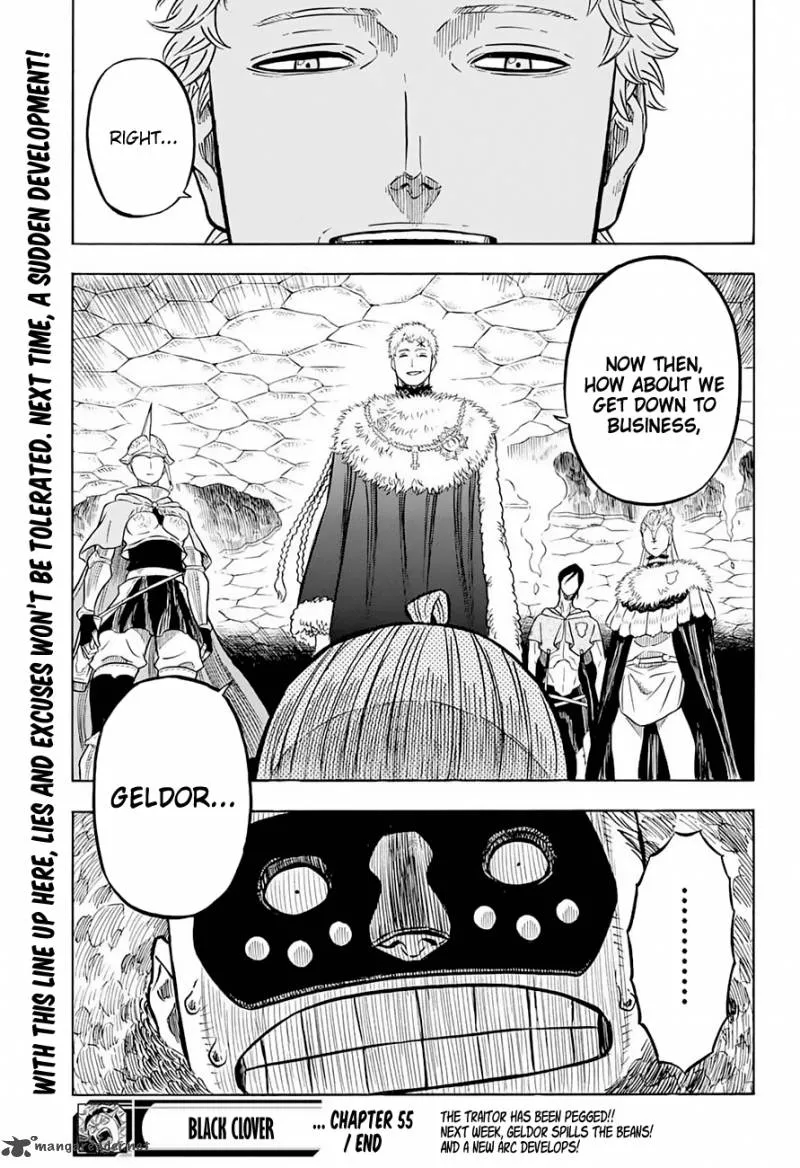 RIGHT...
WITH THIS LINE UP HERE, LIES AND EXCUSES WON'T BE TOLERATED. NEXT TIME, A SUDDEN DEVELOPMENT!
NOW THEN,
HOW ABOUT WE
GET DOWN TO
BUSINESS,
GELDOR...
.........
BLACK CLOVER
... CHAPTER 55
/ END
THE TRAITOR HAS BEEN PEGGED!!
NEXT WEEK, GELDOR SPILLS THE BEANS!
AND A NEW ARC DEVELOPS!
mangareader.net